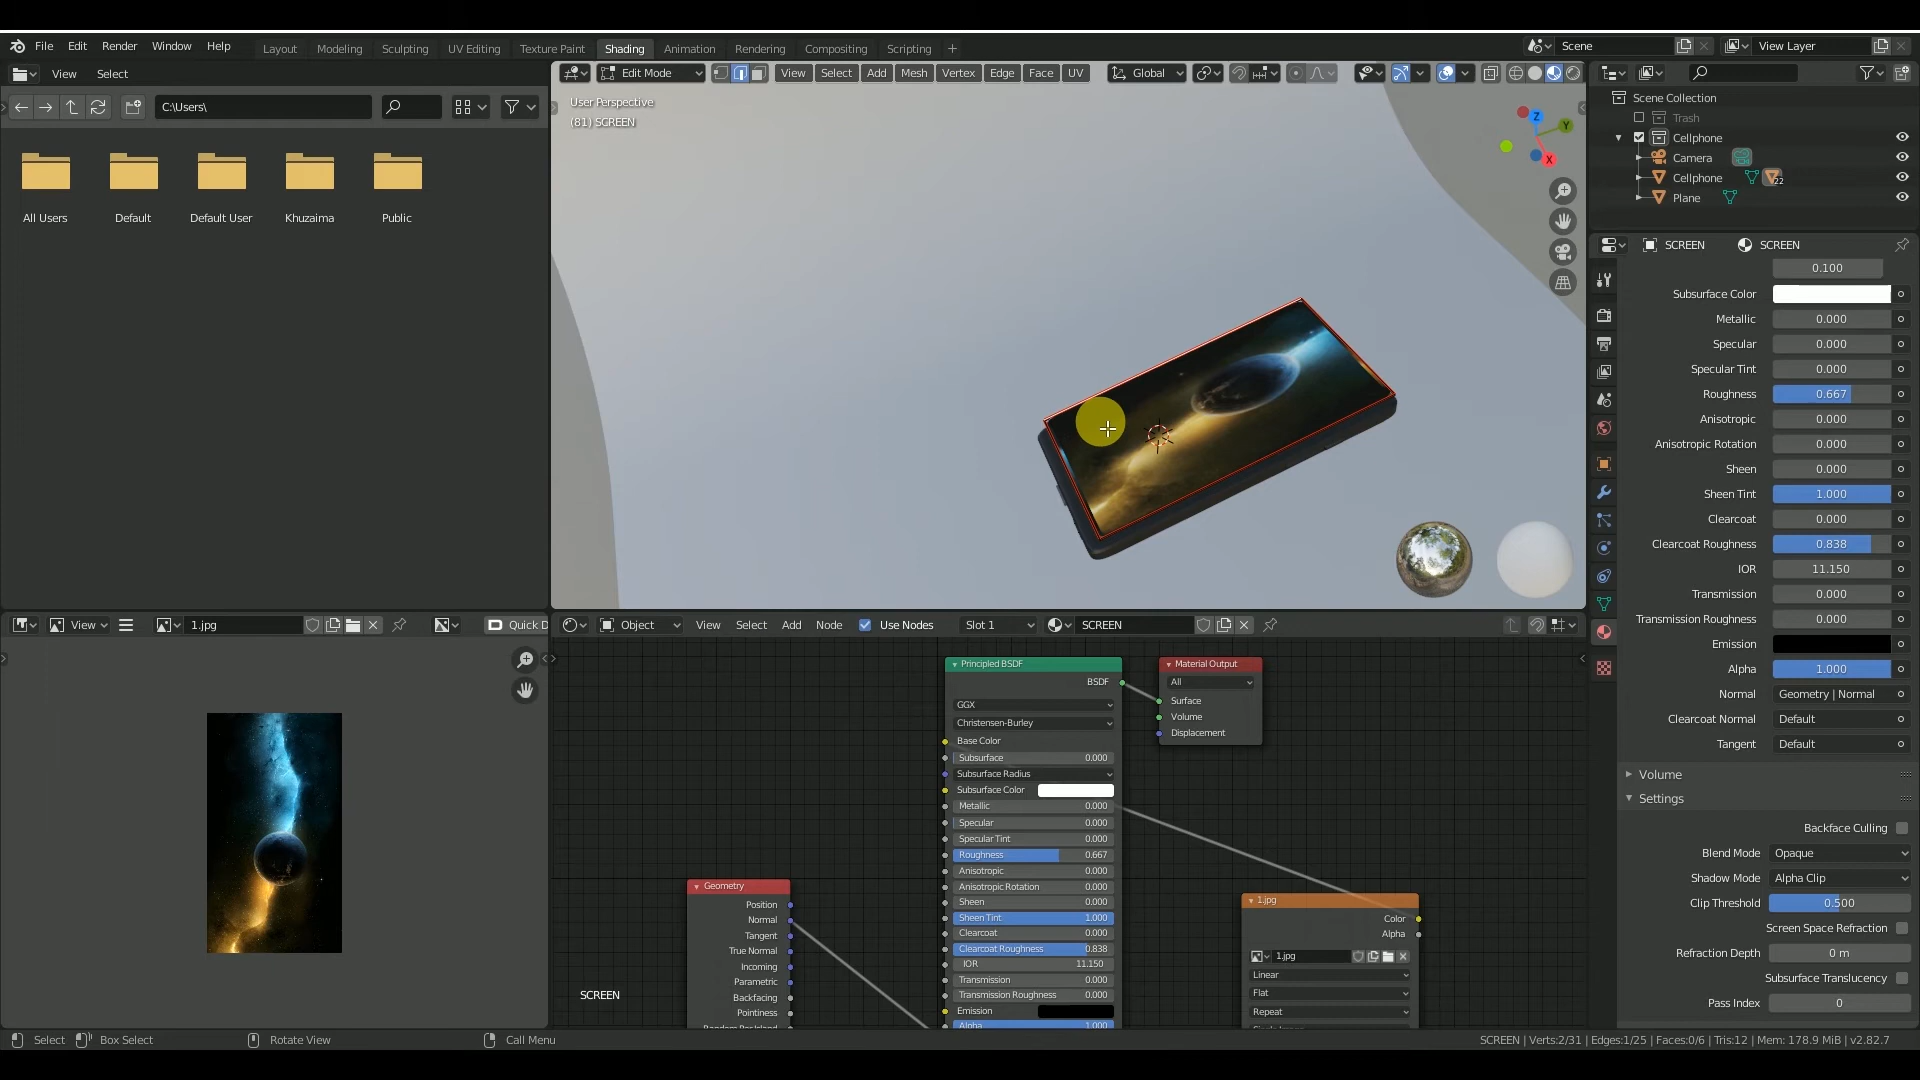 File Edit Render Window Help
Layout Modeling Sculpting UV Editing Texture Paint Shading Animation Rendering Compositing Scripting +
Scene
View Layer
View Select
C:\Users\
All Users Default Default User Khuzaima Public
Edit Mode View Select Add Mesh Vertex Edge Face UV Global
User Perspective
(81) SCREEN
Z
Y
X
Scene Collection
Trash
Cellphone
Camera
Cellphone 22
Plane
SCREEN SCREEN
0.100
Subsurface Color
Metallic 0.000
Specular 0.000
Specular Tint 0.000
Roughness 0.667
Anisotropic 0.000
Anisotropic Rotation 0.000
Sheen 0.000
Sheen Tint 1.000
Clearcoat 0.000
Clearcoat Roughness 0.838
IOR 11.150
Transmission 0.000
Transmission Roughness 0.000
Emission
Alpha 1.000
Normal Geometry | Normal
Clearcoat Normal Default
Tangent Default
Volume
Settings
Backface Culling
Blend Mode Opaque
Shadow Mode Alpha Clip
Clip Threshold 0.500
Screen Space Refraction
Refraction Depth 0 m
Subsurface Translucency
Pass Index 0
View 1.jpg Quick D
Object View Select Add Node Use Nodes Slot 1 SCREEN
Principled BSDF
BSDF
GGX
Christensen-Burley
Base Color
Subsurface 0.000
Subsurface Radius
Subsurface Color
Metallic 0.000
Specular 0.000
Specular Tint 0.000
Roughness 0.667
Anisotropic 0.000
Anisotropic Rotation 0.000
Sheen 0.000
Sheen Tint 1.000
Clearcoat 0.000
Clearcoat Roughness 0.838
IOR 11.150
Transmission 0.000
Transmission Roughness 0.000
Emission
Alpha 1.000
Material Output
All
Surface
Volume
Displacement
Geometry
Position
Normal
Tangent
True Normal
Incoming
Parametric
Backfacing
Pointiness
1.jpg
Color
Alpha
1.jpg
Linear
Flat
Repeat
SCREEN
Select Box Select Rotate View Call Menu
SCREEN | Verts:2/31 | Edges:1/25 | Faces:0/6 | Tris:12 | Mem: 178.9 MiB | v2.82.7